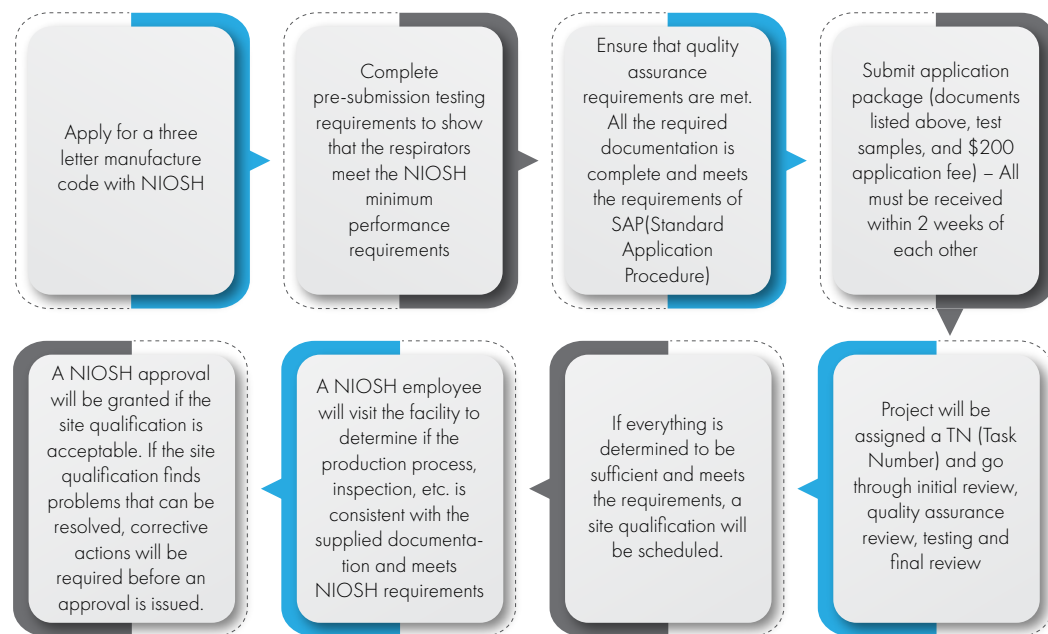 Apply for a three
letter manufacture
code with NIOSH
Complete
pre-submission testing
requirements to show
that the respirators
meet the NIOSH
minimum
performance
requirements
Ensure that quality
assurance
requirements are met.
All the required
documentation is
complete and meets
the requirements of
SAP(Standard
Application
Procedure)
Submit application
package (documents
listed above, test
samples, and $200
application fee) – All
must be received
within 2 weeks of
each other
Project will be
assigned a TN (Task
Number) and go
through initial review,
quality assurance
review, testing and
final review
If everything is
determined to be
sufficient and meets
the requirements, a
site qualification will
be scheduled.
A NIOSH employee
will visit the facility to
determine if the
production process,
inspection, etc. is
consistent with the
supplied documenta-
tion and meets
NIOSH requirements
A NIOSH approval
will be granted if the
site qualification is
acceptable. If the site
qualification finds
problems that can be
resolved, corrective
actions will be
required before an
approval is issued.